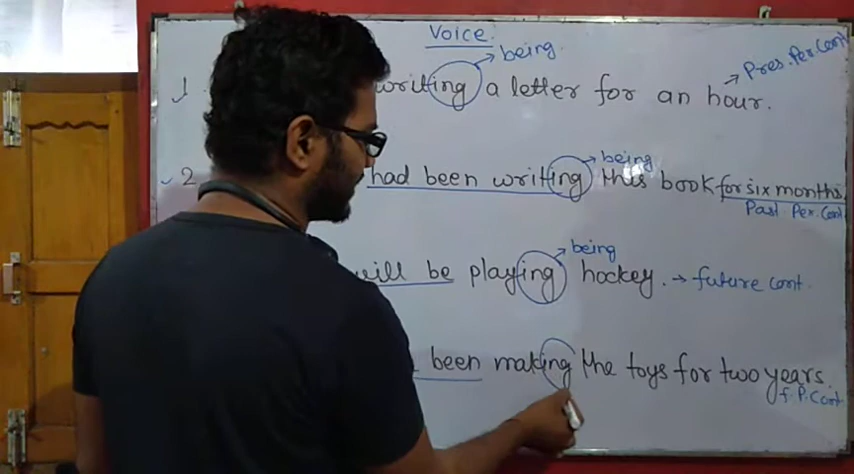 Voice
being
1 writing a letter for an hour.
→ Pres. Per. Cont
2 had been writing this book for six months.
→ being
Past Per. Cont
→ being
will be playing hockey. → future cont.
been making the toys for two years.
f. P. Cont